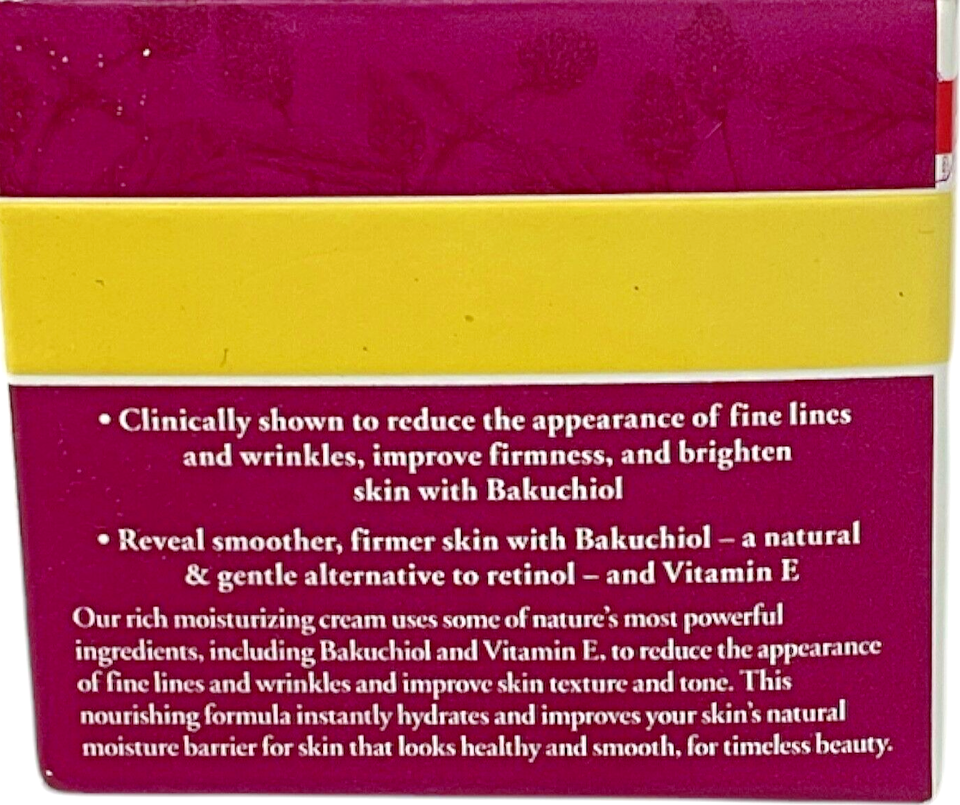 • Clinically shown to reduce the appearance of fine lines
and wrinkles, improve firmness, and brighten
skin with Bakuchiol
• Reveal smoother, firmer skin with Bakuchiol – a natural
& gentle alternative to retinol – and Vitamin E
Our rich moisturizing cream uses some of nature's most powerful
ingredients, including Bakuchiol and Vitamin E, to reduce the appearance
of fine lines and wrinkles and improve skin texture and tone. This
nourishing formula instantly hydrates and improves your skin's natural
moisture barrier for skin that looks healthy and smooth, for timeless beauty.